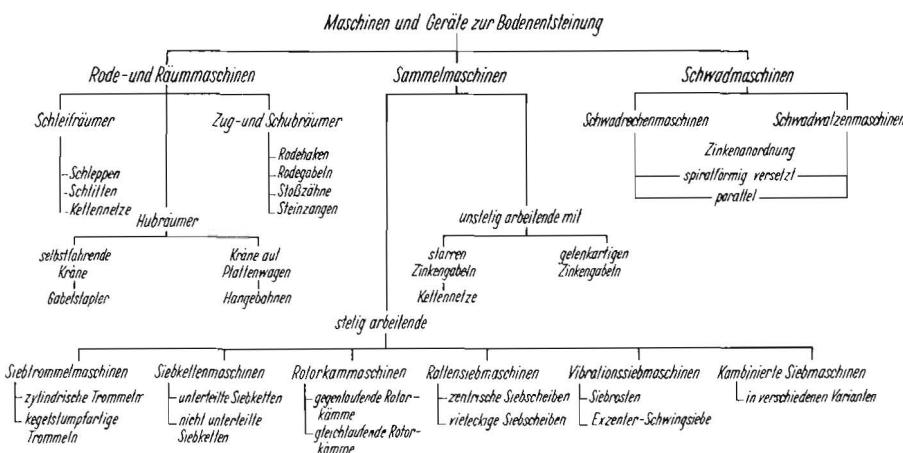 Maschinen und Geräte zur Bodenentsteinung
Rode- und Räummaschinen
Sammelmaschinen
Schwadmaschinen
Schleifräumer
Zug- und Schubräumer
Schwadrechenmaschinen
Schwadwalzenmaschinen
Schleppen
Schlitten
Kettennetze
Rodehaken
Rodegabeln
Stoßzähne
Steinzangen
Zinkenanordnung
spiralförmig versetzt
parallel
Hubräumer
unstetig arbeitende mit
selbstfahrende
Kräne
Gabelstapler
Kräne auf
Plattenwagen
Hangebahnen
starren
Zinkengabeln
Kettennetze
gelenkartigen
Zinkengabeln
stetig arbeitende
Siebtrommelmaschinen
zylindrische Trommeln
kegelstumpfartige
Trommeln
Siebkettenmaschinen
unterteilte Siebketten
nicht unterteilte
Siebketten
Rotorkammaschinen
gegenlaufende Rotor-
kämme
gleichlaufende Rotor-
kämme
Rollensiebmaschinen
zentrische Siebscheiben
vieleckige Siebscheiben
Vibrationssiebmaschinen
Siebrosten
Exzenter-Schwingsiebe
Kombinierte Siebmaschinen
in verschiedenen Varianten